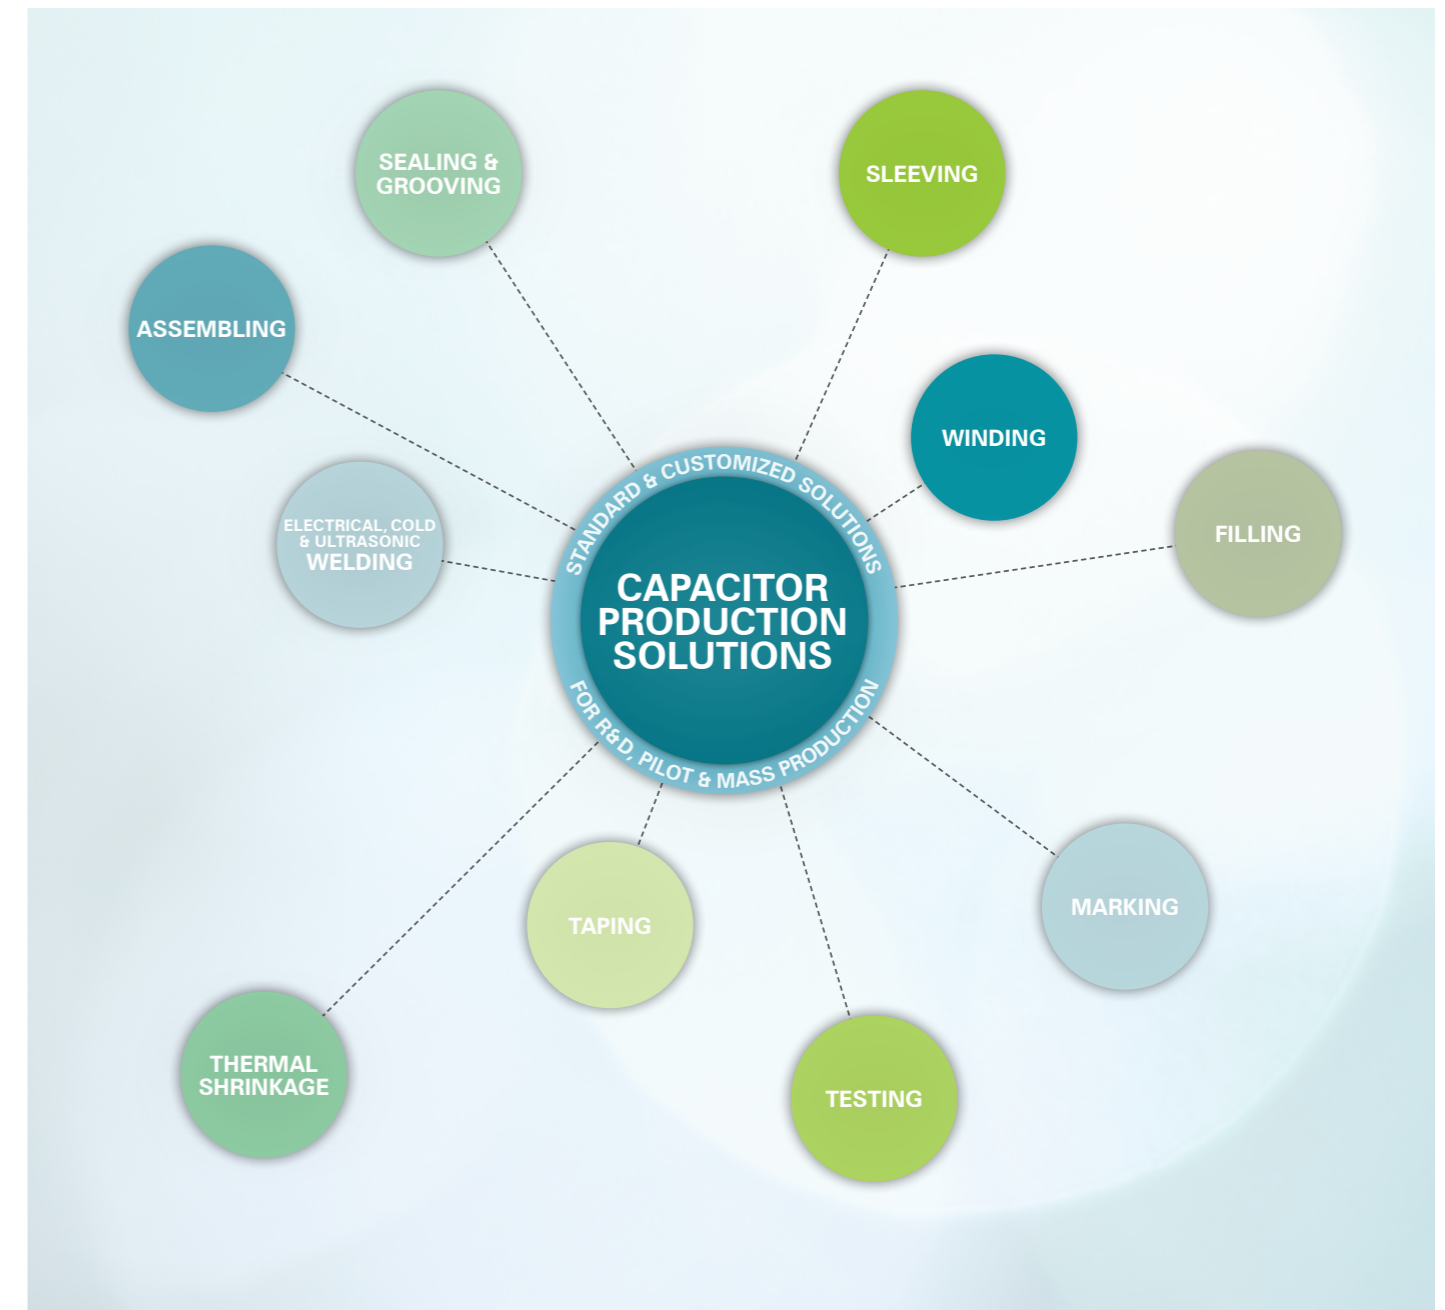 SEALING &
GROOVING
SLEEVING
ASSEMBLING
WINDING
ELECTRICAL, COLD
& ULTRASONIC
WELDING
FILLING
STANDARD & CUSTOMIZED SOLUTIONS
CAPACITOR
PRODUCTION
SOLUTIONS
FOR R&D, PILOT & MASS PRODUCTION
TAPING
MARKING
THERMAL
SHRINKAGE
TESTING